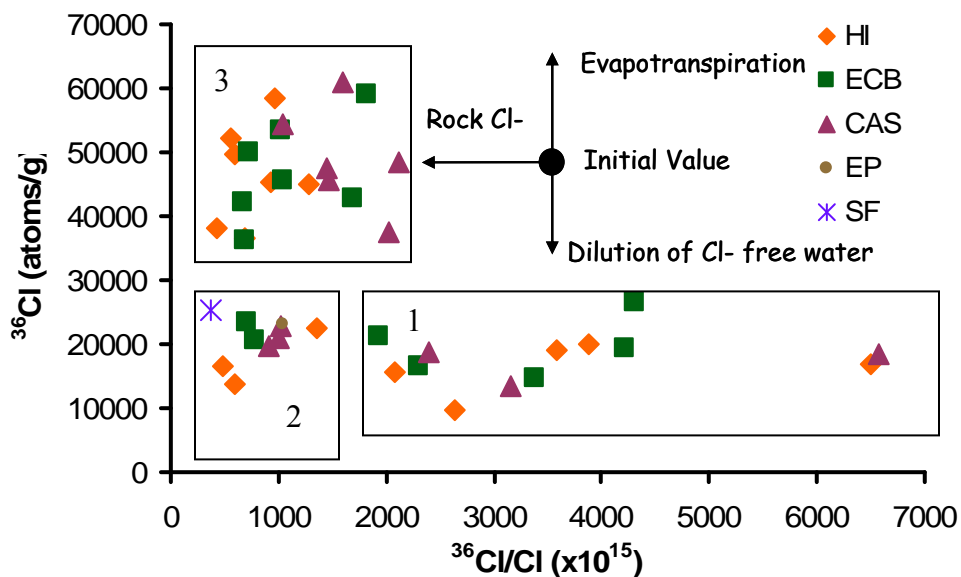 70000
60000
50000
40000
30000
20000
10000
0
36Cl (atoms/g)
3
Evapotranspiration
Rock Cl-
Initial Value
Dilution of Cl- free water
HI
ECB
CAS
EP
SF
1
2
0 1000 2000 3000 4000 5000 6000 7000
36Cl/Cl (x10^15)